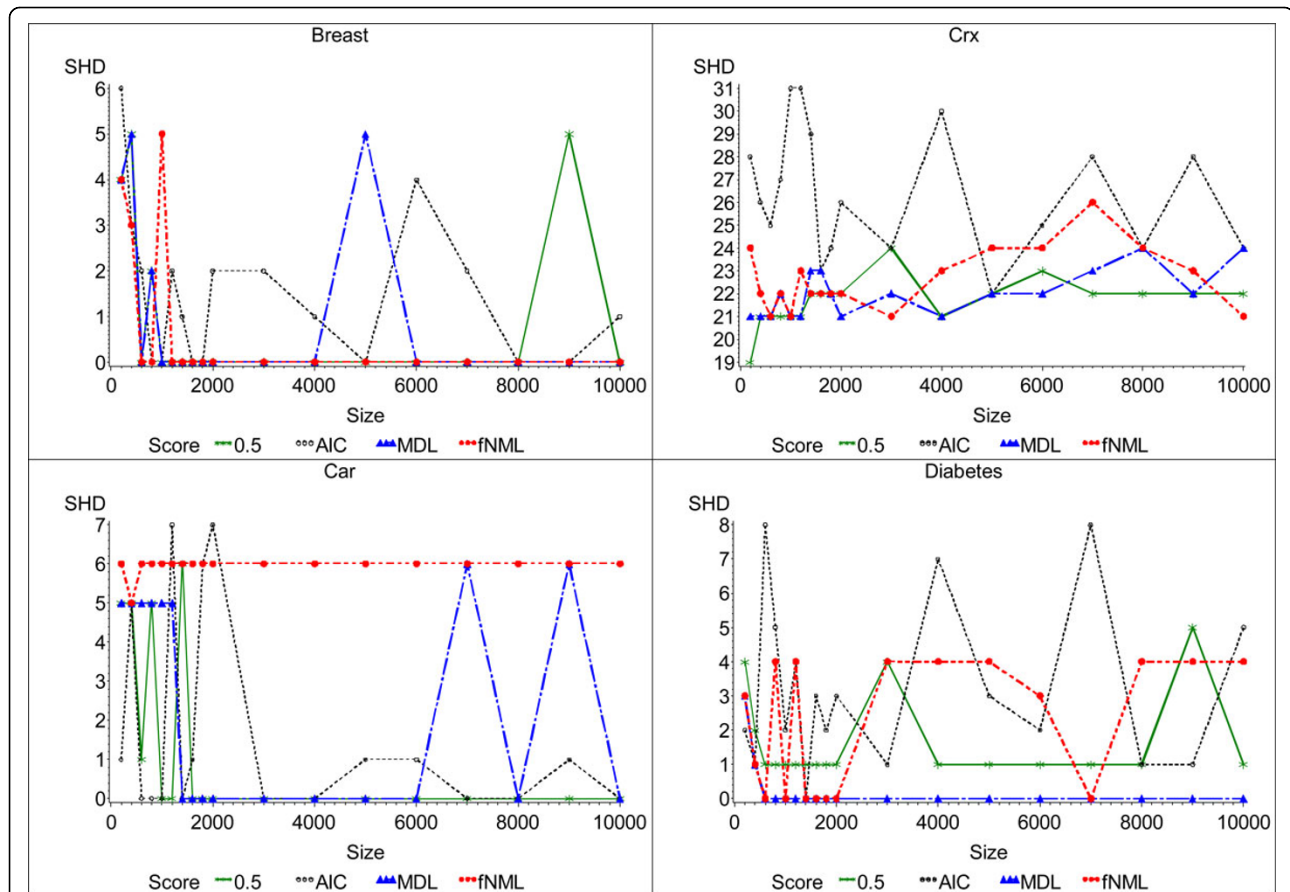 Breast
SHD
6
5
4
3
2
1
0
0 2000 4000 6000 8000 10000
Size
Score 0.5 AIC MDL fNML
Crx
SHD
31
30
29
28
27
26
25
24
23
22
21
20
19
0 2000 4000 6000 8000 10000
Size
Score 0.5 AIC MDL fNML
Car
SHD
7
6
5
4
3
2
1
0
0 2000 4000 6000 8000 10000
Size
Score 0.5 AIC MDL fNML
Diabetes
SHD
8
7
6
5
4
3
2
1
0
0 2000 4000 6000 8000 10000
Size
Score 0.5 AIC MDL fNML